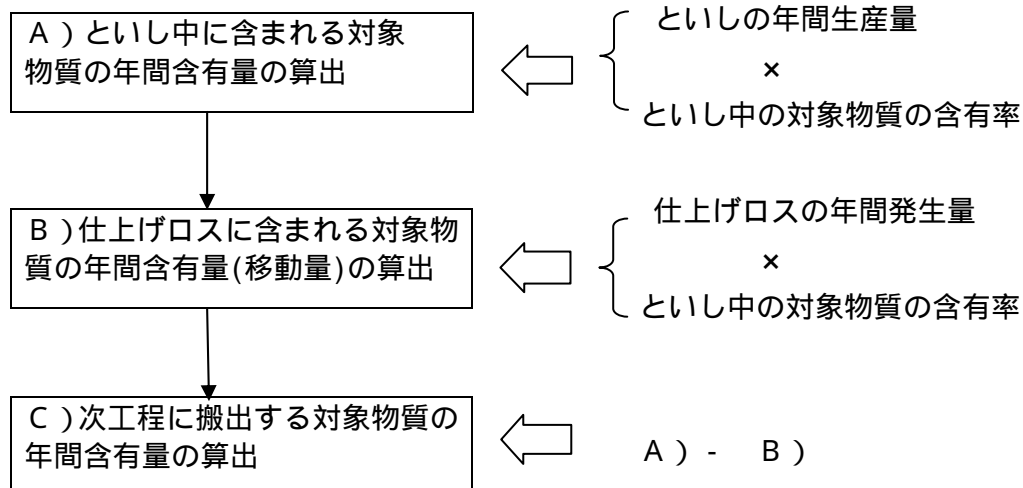 A）といし中に含まれる対象
物質の年間含有量の算出
といしの年間生産量
×
といし中の対象物質の含有率
B）仕上げロスに含まれる対象物
質の年間含有量(移動量)の算出
仕上げロスの年間発生量
×
といし中の対象物質の含有率
C）次工程に搬出する対象物質の
年間含有量の算出
A）- B）